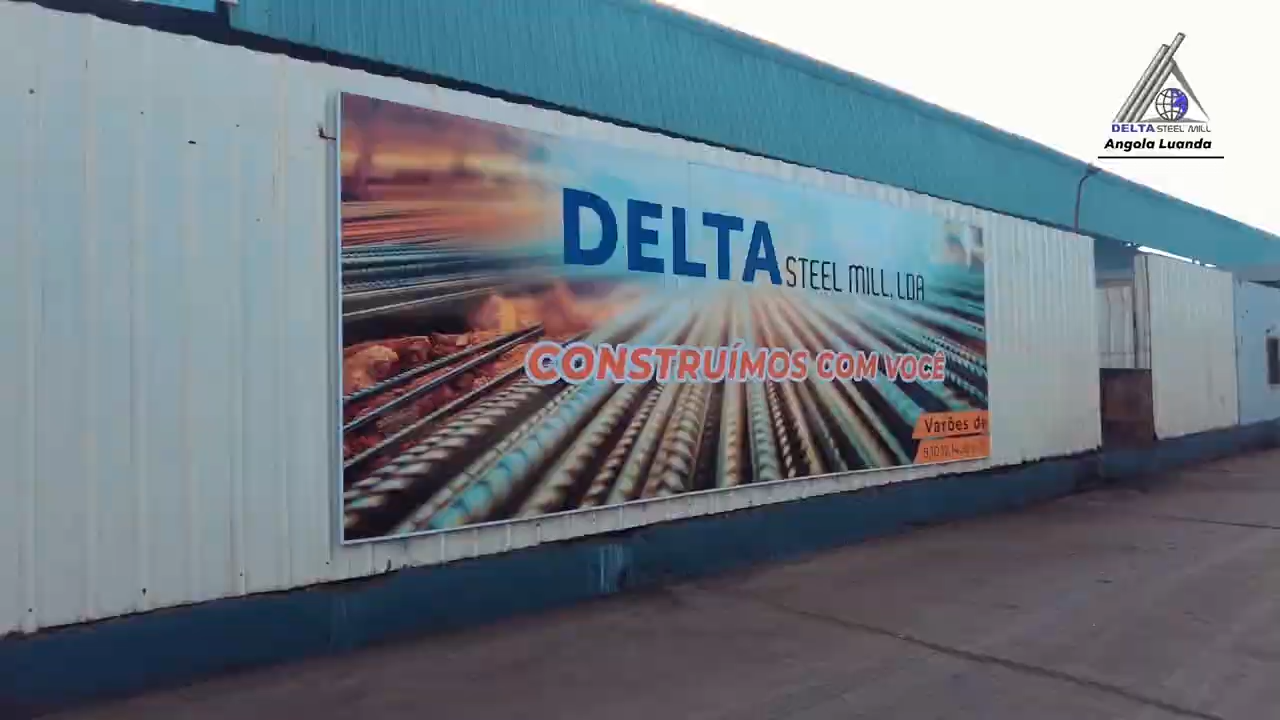 DELTA STEEL MILL, LDA
CONSTRUÍMOS COM VOCÊ
Varões de
DELTA STEEL MILL
Angola Luanda